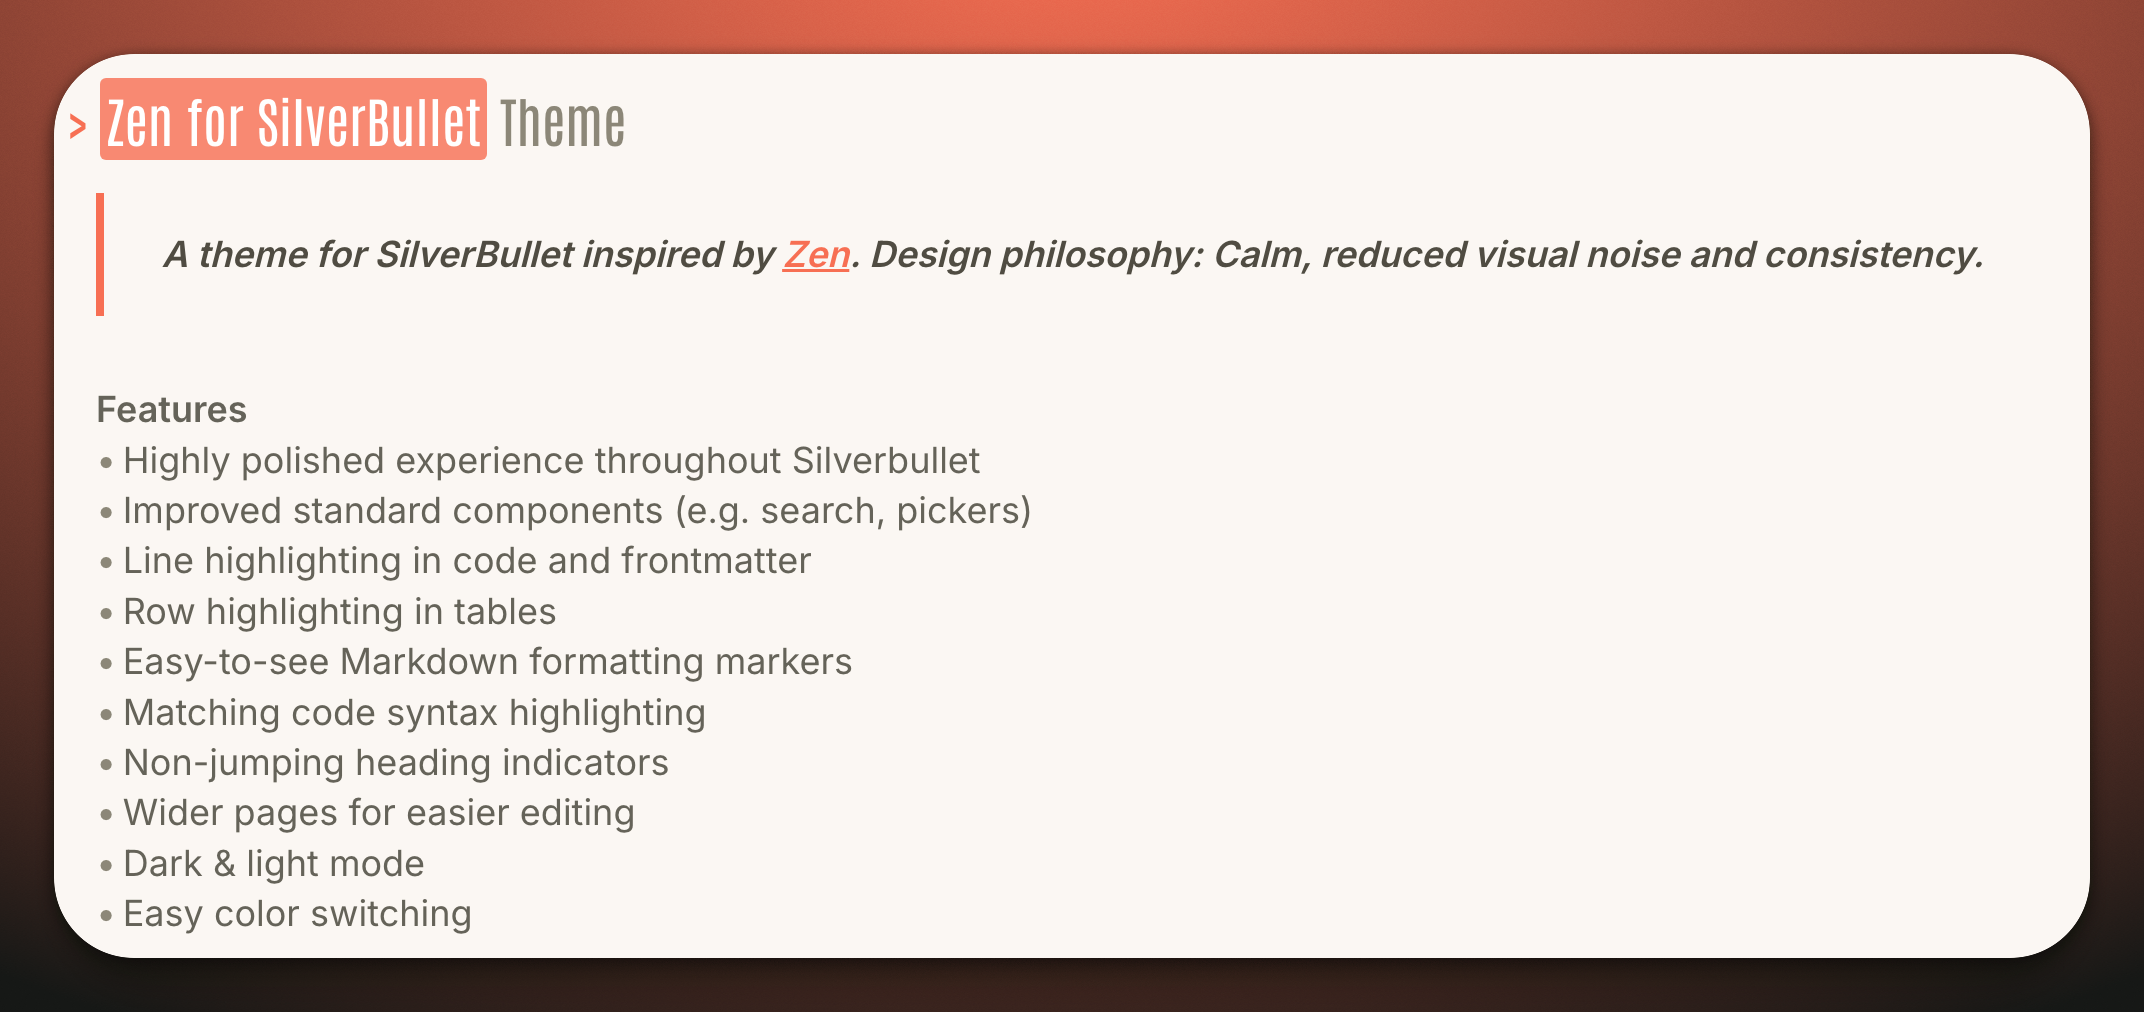 > Zen for SilverBullet Theme
A theme for SilverBullet inspired by Zen. Design philosophy: Calm, reduced visual noise and consistency.
Features
• Highly polished experience throughout Silverbullet
• Improved standard components (e.g. search, pickers)
• Line highlighting in code and frontmatter
• Row highlighting in tables
• Easy-to-see Markdown formatting markers
• Matching code syntax highlighting
• Non-jumping heading indicators
• Wider pages for easier editing
• Dark & light mode
• Easy color switching